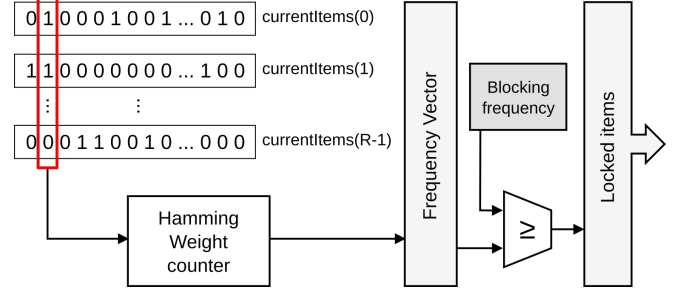 0 1 0 0 0 1 0 0 1 ... 0 1 0 currentItems(0)
1 1 0 0 0 0 0 0 0 ... 1 0 0 currentItems(1)
⋮ ⋮
0 0 0 1 1 0 0 1 0 ... 0 0 0 currentItems(R-1)
Hamming
Weight
counter
Frequency Vector
Blocking
frequency
≥
Locked items